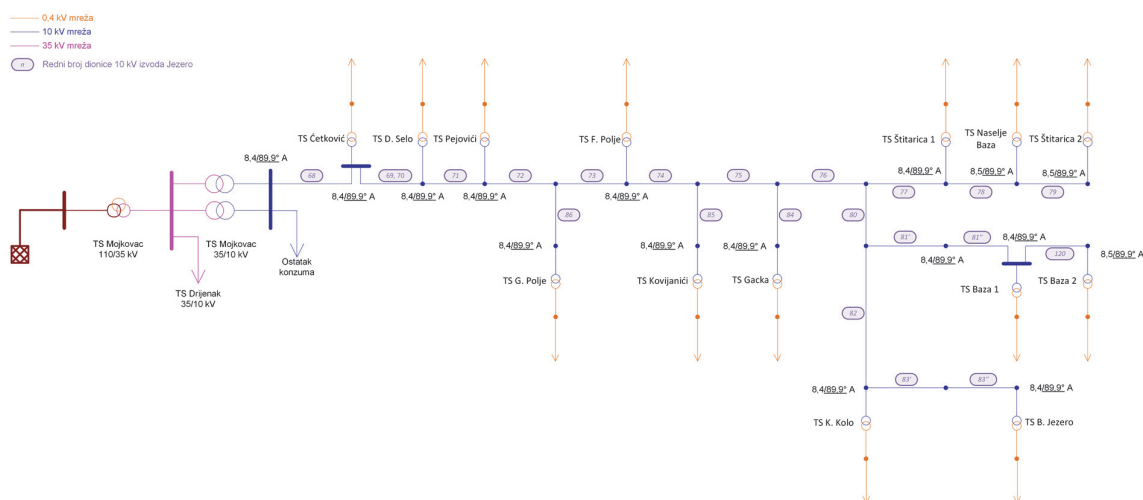 0.4 kV mreža
10 kV mreža
35 kV mreža
n Redni broj dionice 10 kV izvoda Jezero
TS Ćetković
TS D. Selo
TS Pejovići
TS F. Polje
TS Štitarica 1
TS Naselje
Baza
TS Štitarica 2
8,4/89,9° A
68
69, 70
71
72
73
74
75
76
77
78
79
8,4/89,9° A
8,4/89,9° A
8,4/89,9° A
8,4/89,9° A
8,4/89,9° A
8,5/89,9° A
8,5/89,9° A
86
85
84
80
TS Mojkovac
110/35 kV
TS Mojkovac
35/10 kV
Ostatak
konzuma
TS Drijenak
35/10 kV
8,4/89,9° A
8,4/89,9° A
8,4/89,9° A
81'
81''
8,4/89,9° A
8,4/89,9° A
120
8,5/89,9° A
TS G. Polje
TS Kovijanići
TS Gacka
TS Baza 1
TS Baza 2
82
83'
83''
8,4/89,9° A
8,4/89,9° A
TS K. Kolo
TS B. Jezero